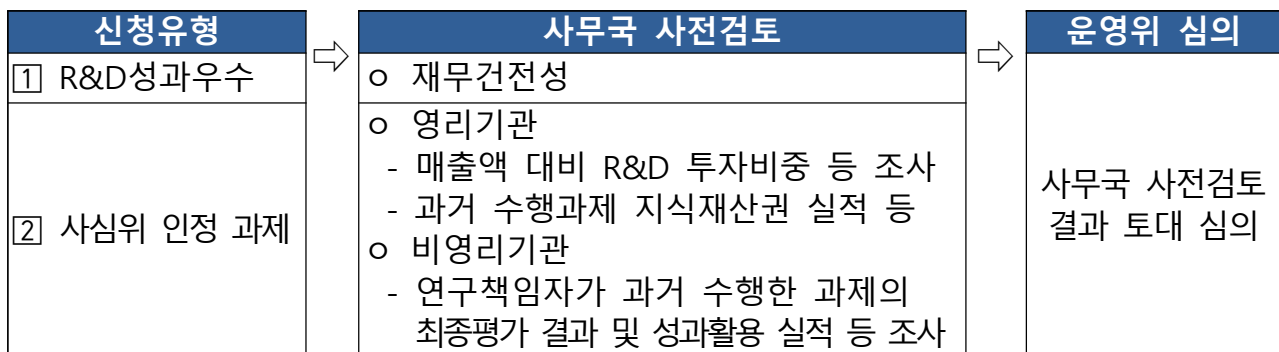 신청유형 ⇨ 사무국 사전검토 ⇨ 운영위 심의
1 R&D성과우수
ㅇ 재무건전성
2 사심위 인정 과제
ㅇ 영리기관
- 매출액 대비 R&D 투자비중 등 조사
- 과거 수행과제 지식재산권 실적 등
ㅇ 비영리기관
- 연구책임자가 과거 수행한 과제의
최종평가 결과 및 성과활용 실적 등 조사
사무국 사전검토
결과 토대 심의